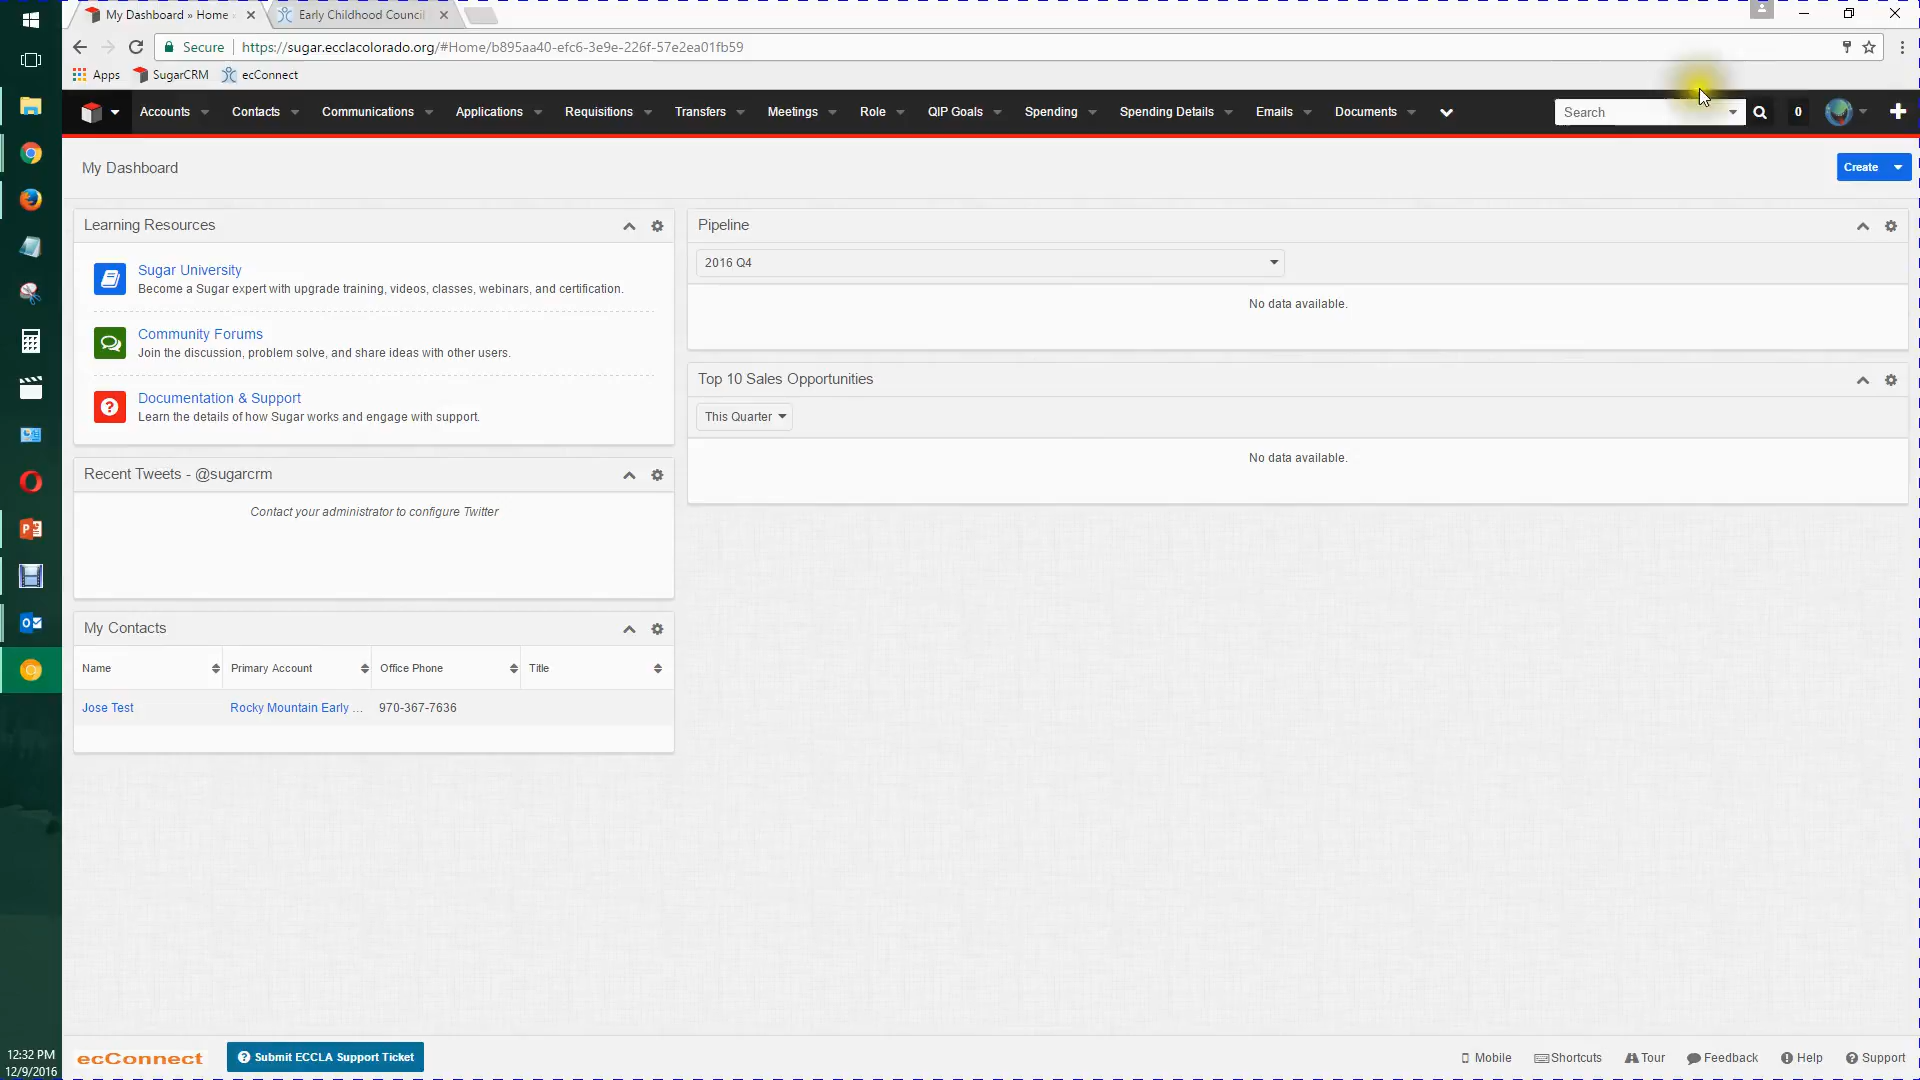 My Dashboard » Home
Early Childhood Council
Secure
https://sugar.ecclacolorado.org/#Home/b895aa40-efc6-3e9e-226f-57e2ea01fb59
Apps
SugarCRM
ecConnect
Accounts
Contacts
Communications
Applications
Requisitions
Transfers
Meetings
Role
QIP Goals
Spending
Spending Details
Emails
Documents
Search
0
My Dashboard
Create
Learning Resources
Sugar University
Become a Sugar expert with upgrade training, videos, classes, webinars, and certification.
Community Forums
Join the discussion, problem solve, and share ideas with other users.
Documentation & Support
Learn the details of how Sugar works and engage with support.
Pipeline
2016 Q4
No data available.
Top 10 Sales Opportunities
This Quarter
No data available.
Recent Tweets - @sugarcrm
Contact your administrator to configure Twitter
My Contacts
Name
Primary Account
Office Phone
Title
Jose Test
Rocky Mountain Early ...
970-367-7636
12:32 PM
12/9/2016
ecConnect
Submit ECCLA Support Ticket
Mobile
Shortcuts
Tour
Feedback
Help
Support